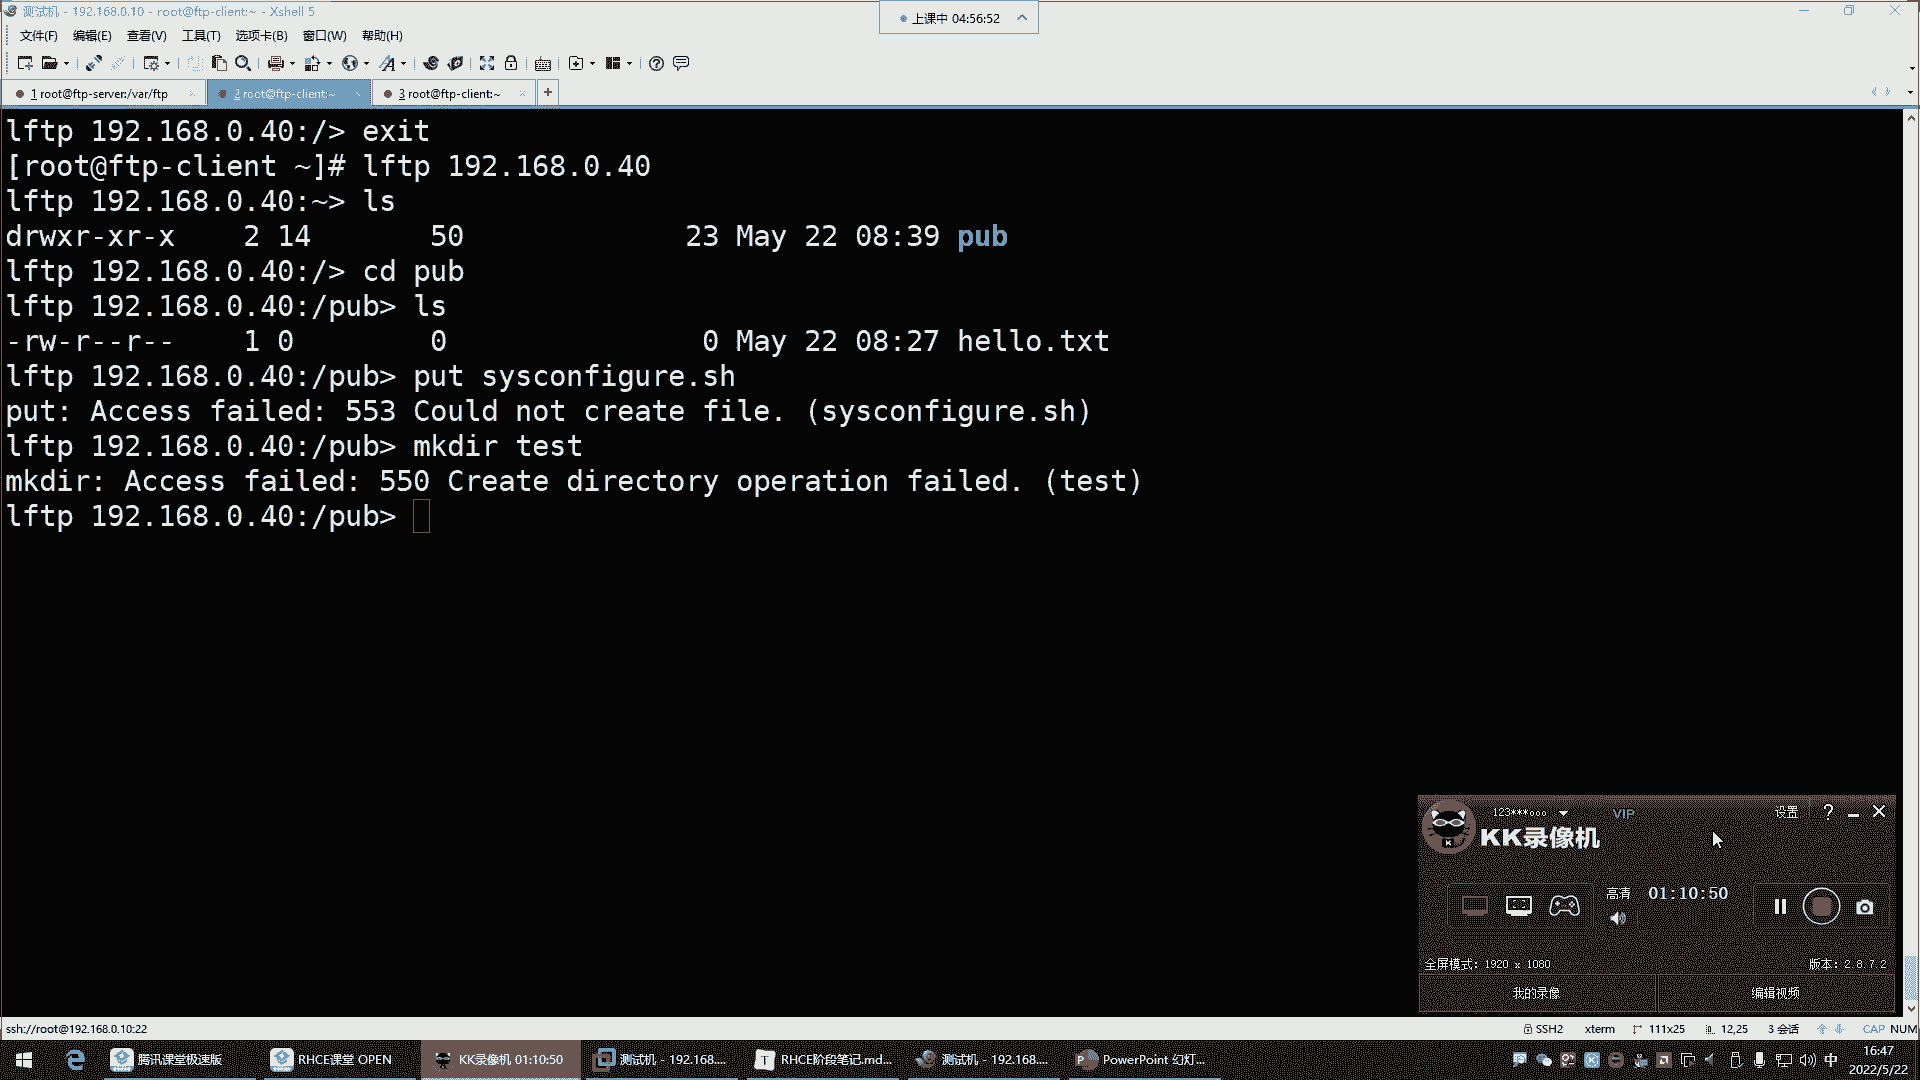 测试机 - 192.168.0.10 - root@ftp-client:~ - Xshell 5
上课中 04:56:52
文件(F) 编辑(E) 查看(V) 工具(T) 选项卡(B) 窗口(W) 帮助(H)
1 root@ftp-server:/var/ftp × 2 root@ftp-client:~ × 3 root@ftp-client:~ × +
lftp 192.168.0.40:/> exit
[root@ftp-client ~]# lftp 192.168.0.40
lftp 192.168.0.40:~> ls
drwxr-xr-x    2 14       50             23 May 22 08:39 pub
lftp 192.168.0.40:/> cd pub
lftp 192.168.0.40:/pub> ls
-rw-r--r--    1 0        0               0 May 22 08:27 hello.txt
lftp 192.168.0.40:/pub> put sysconfigure.sh
put: Access failed: 553 Could not create file. (sysconfigure.sh)
lftp 192.168.0.40:/pub> mkdir test
mkdir: Access failed: 550 Create directory operation failed. (test)
lftp 192.168.0.40:/pub>
123***ooo VIP 设置 ?
KK录像机
高清 01:10:50
全屏模式: 1920 x 1080 版本: 2.8.7.2
我的录像 编辑视频
ssh://root@192.168.0.10:22 SSH2 xterm 111x25 12,25 3 会话 CAP NUM
腾讯课堂极速版 RHCE课堂 OPEN KK录像机 01:10:50 测试机 - 192.168.... RHCE阶段笔记.md... 测试机 - 192.168.... PowerPoint 幻灯... 中 16:47
2022/5/22